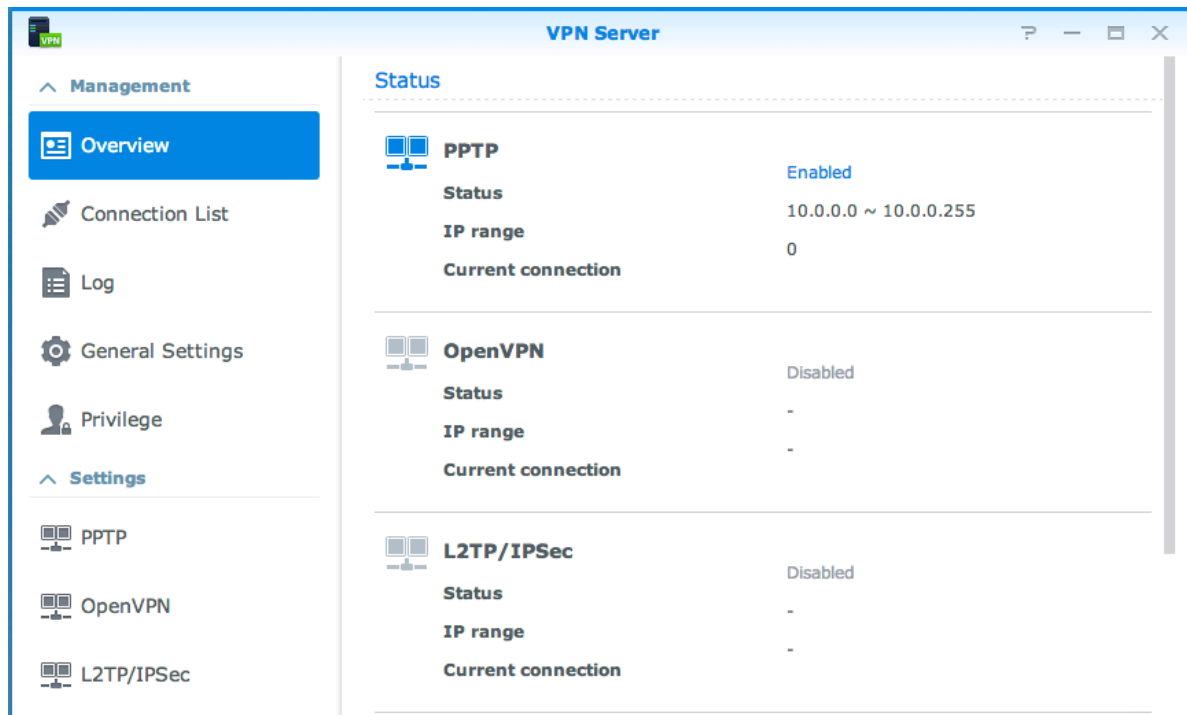 VPN
VPN Server
Management
Overview
Connection List
Log
General Settings
Privilege
Settings
PPTP
OpenVPN
L2TP/IPSec
Status
PPTP
Status Enabled
IP range 10.0.0.0 ~ 10.0.0.255
Current connection 0
OpenVPN
Status Disabled
IP range -
Current connection -
L2TP/IPSec
Status Disabled
IP range -
Current connection -